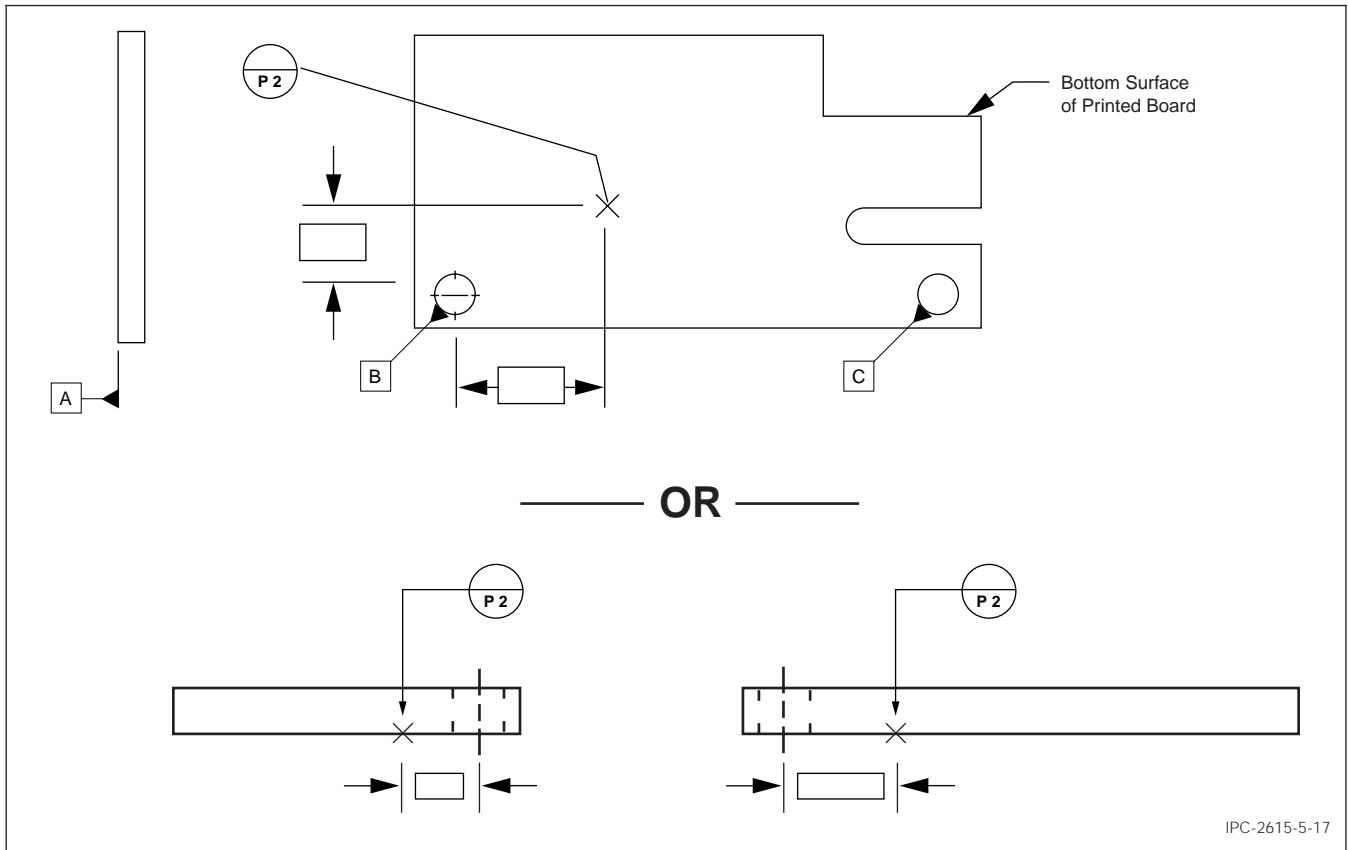 P 2
Bottom Surface
of Printed Board
B
C
A
OR
P 2
P 2
IPC-2615-5-17